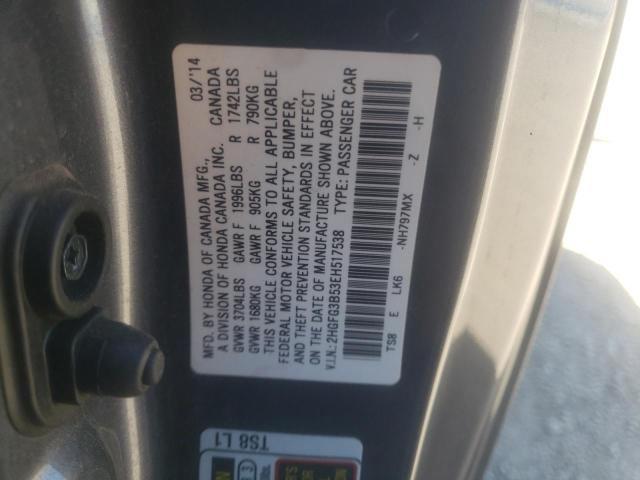 MFD. BY HONDA OF CANADA MFG., 03/'14
A DIVISION OF HONDA CANADA INC. CANADA
GVWR 3704LBS GAWR F 1996LBS R 1742LBS
GVWR 1680KG GAWR F 905KG R 790KG
THIS VEHICLE CONFORMS TO ALL APPLICABLE
FEDERAL MOTOR VEHICLE SAFETY, BUMPER,
AND THEFT PREVENTION STANDARDS IN EFFECT
ON THE DATE OF MANUFACTURE SHOWN ABOVE.
V.I.N.: 2HGFG3B53EH517538 TYPE: PASSENGER CAR
TS8 E LK6 -NH797MX -Z -H
TS8 L1
3